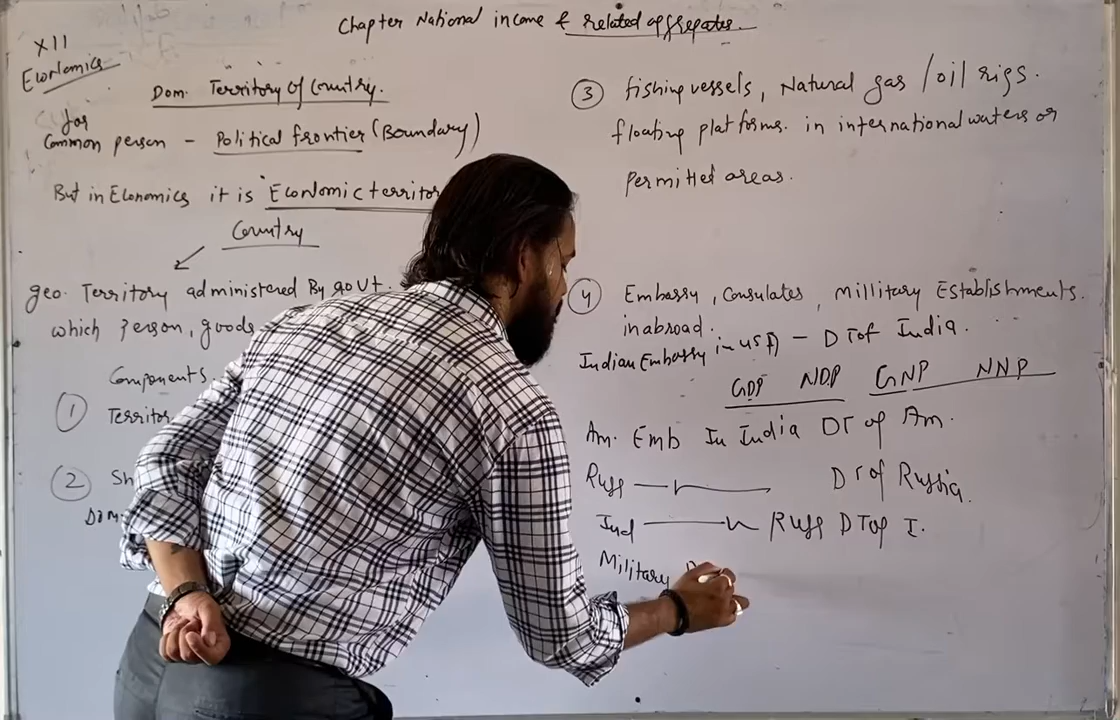 Chapter National income & related aggregates
XII
Economics
Dom. Territory of Country.
for
Common person - Political frontier (Boundary)
But in Economics it is Economic territor
Country
geo. Territory administered By govt.
which person, goods
Components
① Territor
② Sh
Dom
③ fishing vessels, Natural gas / oil rigs.
floating platforms. in international waters or
Permitted areas.
④ Embassy, Consulates, Millitary Establishments.
in abroad.
Indian Embassy in USA - DT of India.
GDP NDP GNP NNP
Am. Emb In India DT of Am.
Russ DT of Russia.
Ind Russ DT of I.
Military